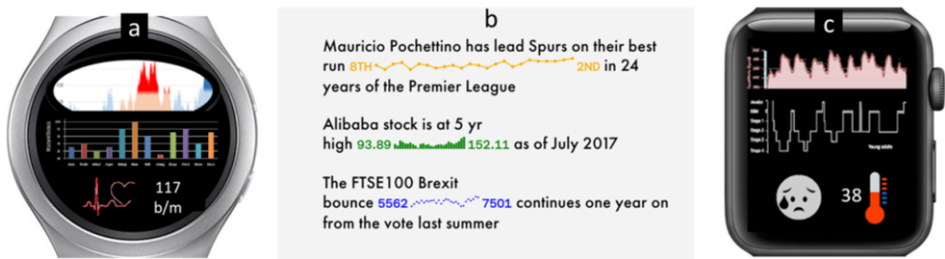 a
117
b/m
b
Mauricio Pochettino has lead Spurs on their best
run 8TH 2ND in 24
years of the Premier League
Alibaba stock is at 5 yr
high 93.89 152.11 as of July 2017
The FTSE100 Brexit
bounce 5562 7501 continues one year on
from the vote last summer
c
Young adults
38